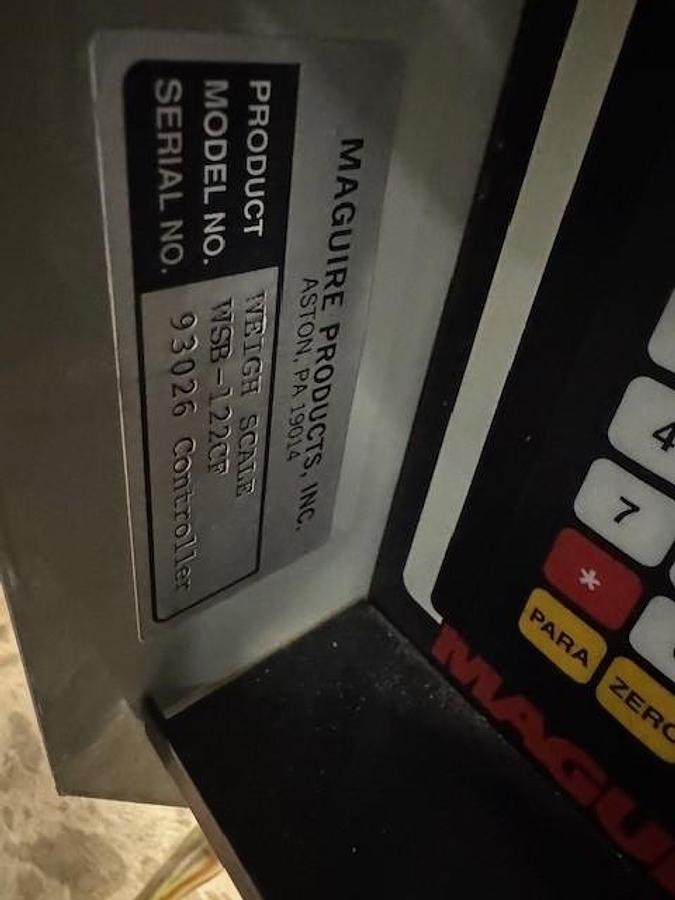 MAGUIRE PRODUCTS, INC.
ASTON, PA 19014
PRODUCT WEIGH SCALE
MODEL NO. WSB-122CF
SERIAL NO. 93026 Controller
4
7
*
PARA
ZERO
MAGUI